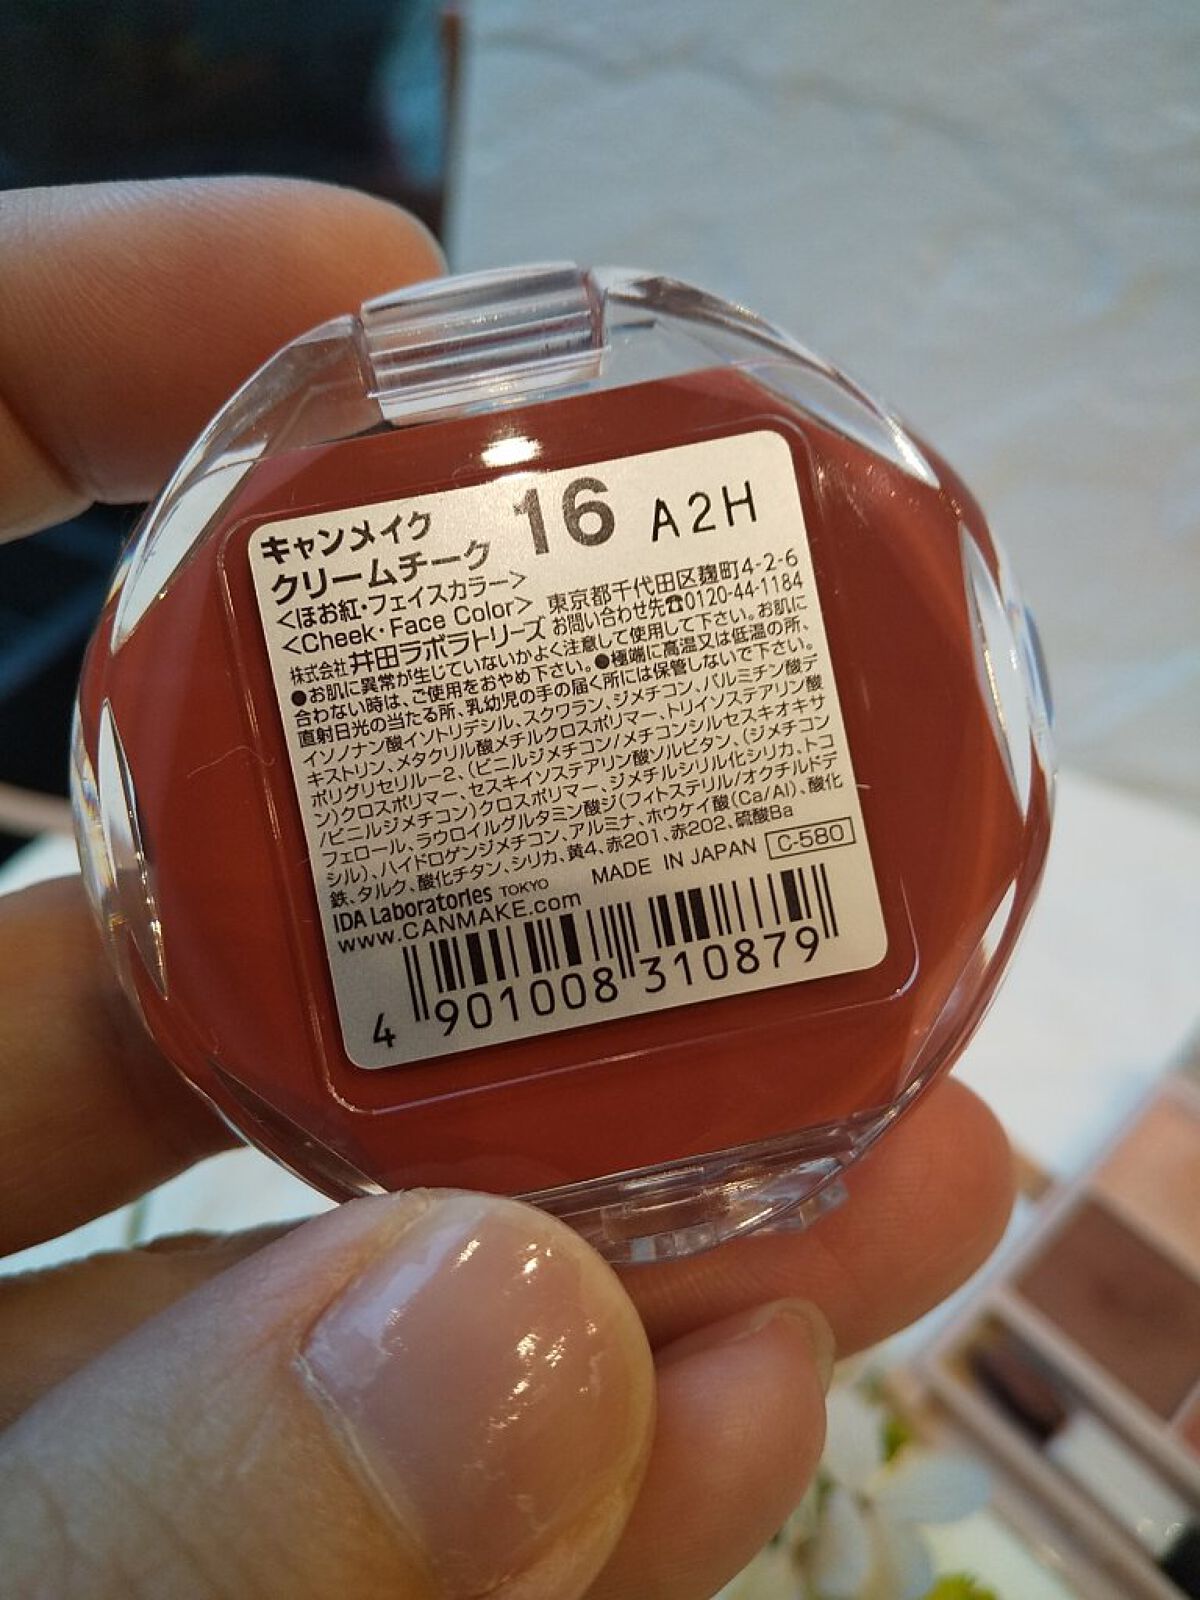 キャンメイク 16 A2H
クリームチーク
<ほお紅・フェイスカラー>
<Cheek・Face Color> 東京都千代田区麹町4-2-6
株式会社井田ラボラトリーズ お問い合わせ先☎0120-44-1184
●お肌に異常が生じていないかよく注意して使用して下さい。お肌に
合わない時は、ご使用をおやめ下さい。●極端に高温又は低温の所、
直射日光の当たる所、乳幼児の手の届く所には保管しないで下さい。
イソノナン酸イソトリデシル、スクワラン、ジメチコン、パルミチン酸デ
キストリン、メタクリル酸メチルクロスポリマー、トリイソステアリン酸
ポリグリセリル-2、(ビニルジメチコン/メチコンシルセスキオキサ
ン)クロスポリマー、セスキイソステアリン酸ソルビタン、(ジメチコン
/ビニルジメチコン)クロスポリマー、ジメチルシリル化シリカ、トコ
フェロール、ラウロイルグルタミン酸ジ(フィトステリル/オクチルドデ
シル)、ハイドロゲンジメチコン、アルミナ、ホウケイ酸(Ca/Al)、酸化
鉄、タルク、酸化チタン、シリカ、黄4、赤201、赤202、硫酸Ba
IDA Laboratories TOKYO MADE IN JAPAN C-580
www.CANMAKE.com
4 901008 310879